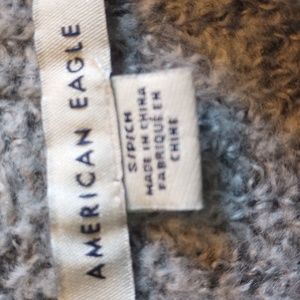 AMERICAN EAGLE
S/P/CH
MADE IN CHINA
FABRIQUÉ EN
CHINE